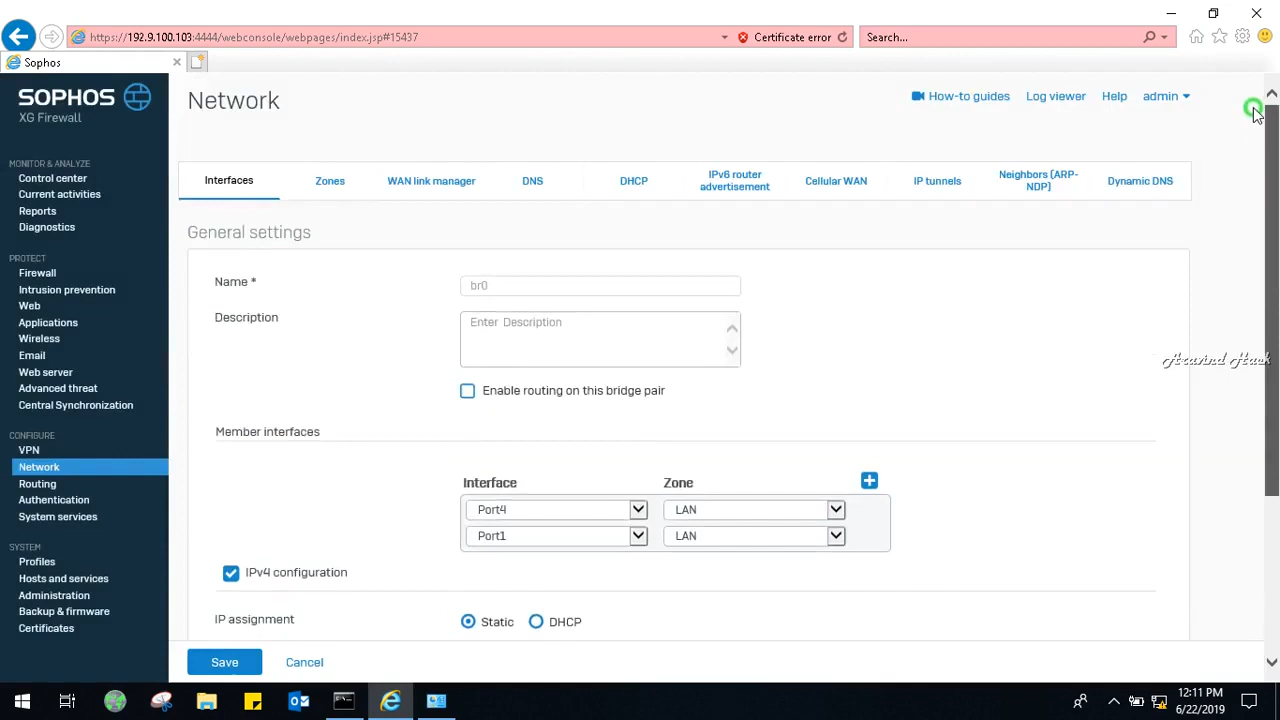 https://192.9.100.103:4444/webconsole/webpages/index.jsp#15437
Certificate error
Search...
Sophos
SOPHOS
XG Firewall
Network
How-to guides
Log viewer
Help
admin
MONITOR & ANALYZE
Control center
Current activities
Reports
Diagnostics
PROTECT
Firewall
Intrusion prevention
Web
Applications
Wireless
Email
Web server
Advanced threat
Central Synchronization
CONFIGURE
VPN
Network
Routing
Authentication
System services
SYSTEM
Profiles
Hosts and services
Administration
Backup & firmware
Certificates
Interfaces
Zones
WAN link manager
DNS
DHCP
IPv6 router
advertisement
Cellular WAN
IP tunnels
Neighbors (ARP-
NDP)
Dynamic DNS
General settings
Name *
br0
Description
Enter Description
Enable routing on this bridge pair
Member interfaces
Interface
Zone
Port4
LAN
Port1
LAN
IPv4 configuration
IP assignment
Static
DHCP
Save
Cancel
Aravind Hack
12:11 PM
6/22/2019